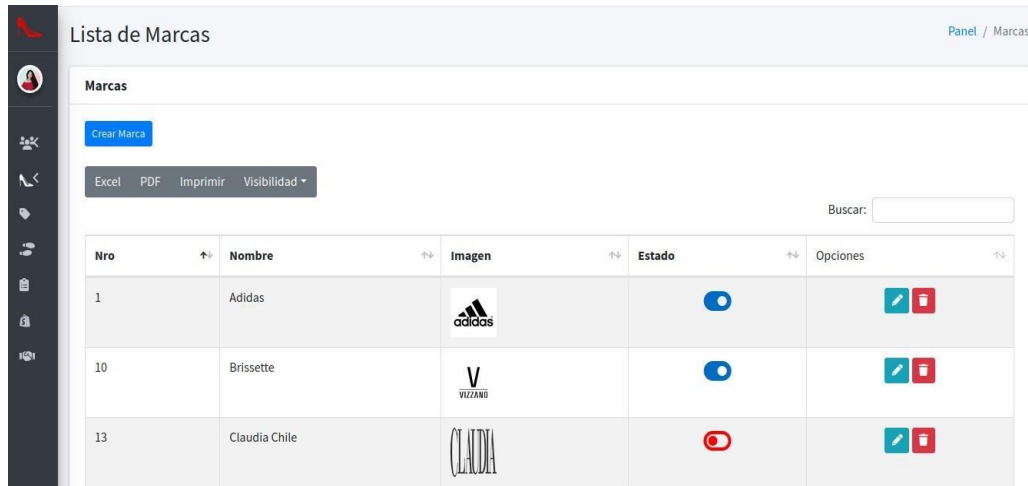 Lista de Marcas
Panel / Marcas
Marcas
Crear Marca
Excel PDF Imprimir Visibilidad
Buscar:
Nro Nombre Imagen Estado Opciones
1 Adidas adidas
10 Brissette V VIZZANO
13 Claudia Chile CLAUDIA